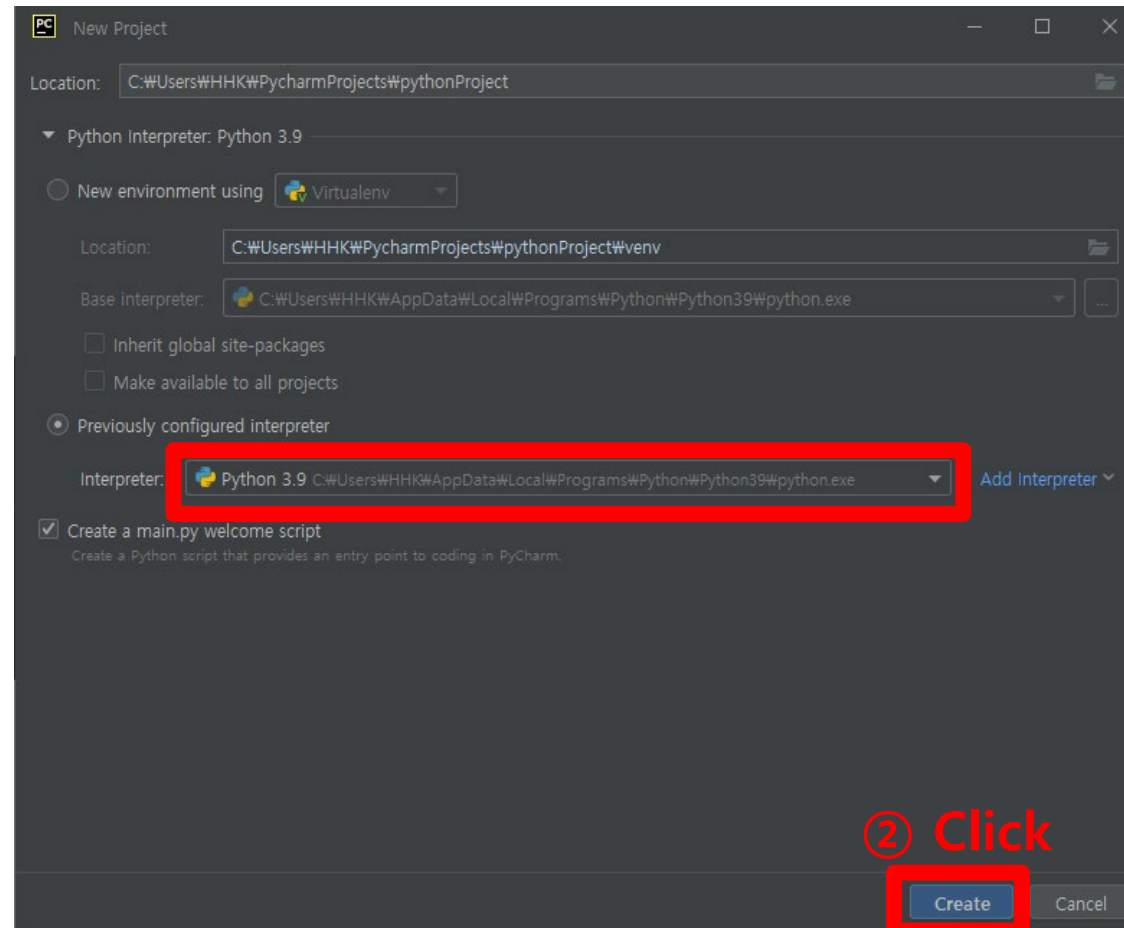 PC New Project
Location: C:₩Users₩HHK₩PycharmProjects₩pythonProject
Python Interpreter: Python 3.9
New environment using Virtualenv
Location: C:₩Users₩HHK₩PycharmProjects₩pythonProject₩venv
Base interpreter: C:₩Users₩HHK₩AppData₩Local₩Programs₩Python₩Python39₩python.exe ...
Inherit global site-packages
Make available to all projects
Previously configured interpreter
Interpreter: Python 3.9 C:₩Users₩HHK₩AppData₩Local₩Programs₩Python₩Python39₩python.exe Add Interpreter
Create a main.py welcome script
Create a Python script that provides an entry point to coding in PyCharm.
② Click
Create Cancel